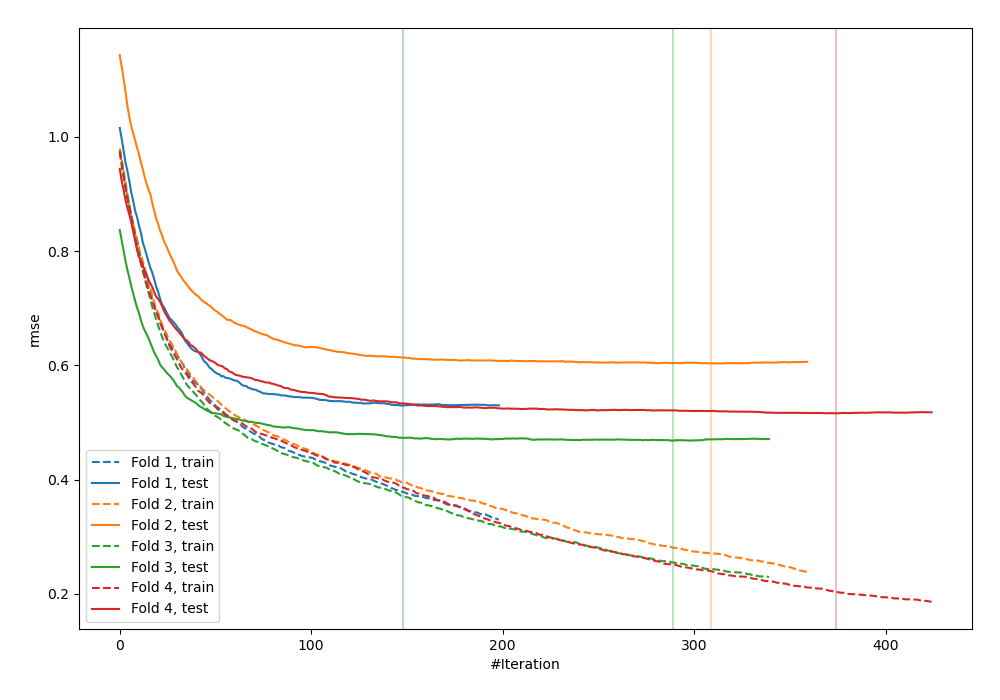 1.0
0.8
0.6
0.4
0.2
rmse
Fold 1, train
Fold 1, test
Fold 2, train
Fold 2, test
Fold 3, train
Fold 3, test
Fold 4, train
Fold 4, test
0 100 200 300 400
#Iteration